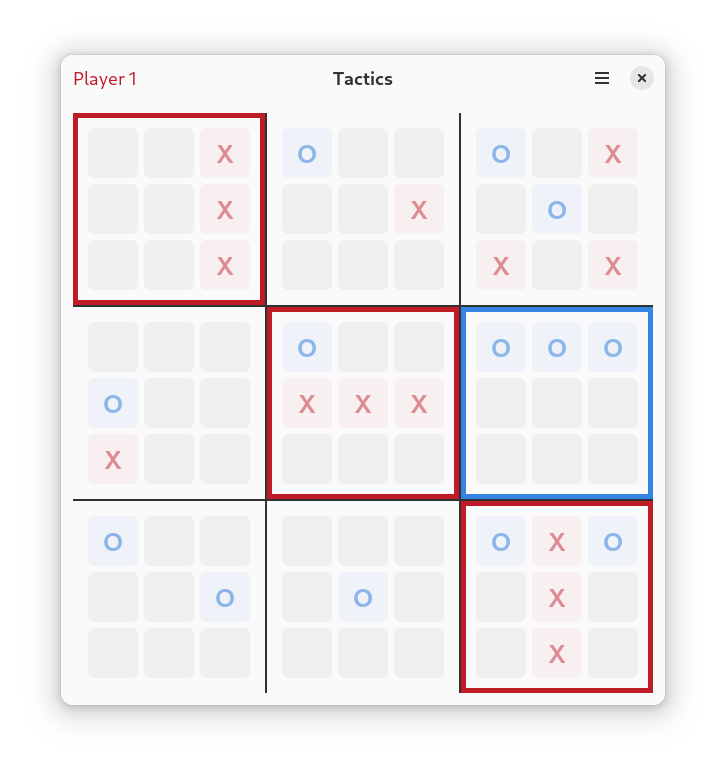 Player 1 Tactics
X O O X
X X O
X X X
O O O O
O X X X
X
O O X O
O O X
X